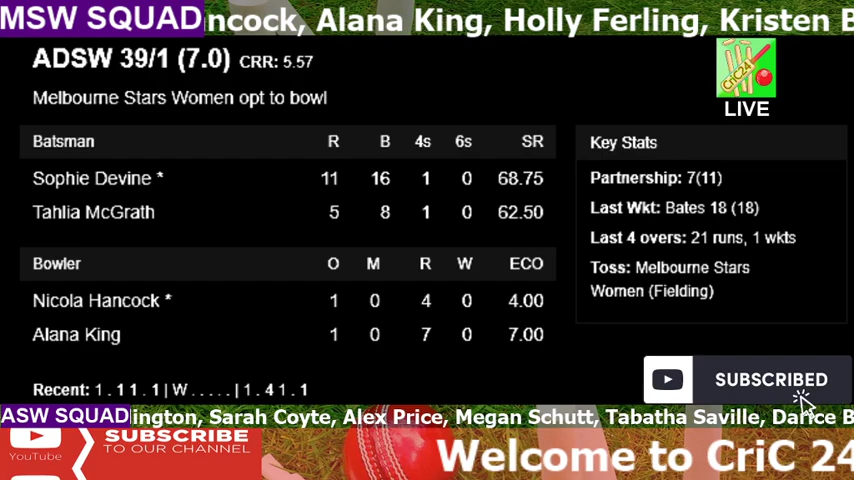 MSW SQUAD ncock, Alana King, Holly Ferling, Kristen B
ADSW 39/1 (7.0) CRR: 5.57
Melbourne Stars Women opt to bowl
CriC24
LIVE
Batsman R B 4s 6s SR
Sophie Devine * 11 16 1 0 68.75
Tahlia McGrath 5 8 1 0 62.50
Bowler O M R W ECO
Nicola Hancock * 1 0 4 0 4.00
Alana King 1 0 7 0 7.00
Recent: 1 . 1 1 . 1 | W . . . . . | 1 . 4 1 . 1
Key Stats
Partnership: 7(11)
Last Wkt: Bates 18 (18)
Last 4 overs: 21 runs, 1 wkts
Toss: Melbourne Stars
Women (Fielding)
SUBSCRIBED
ASW SQUAD ington, Sarah Coyte, Alex Price, Megan Schutt, Tabatha Saville, Darcie B
YouTube
SUBSCRIBE
TO OUR CHANNEL
Welcome to CriC 24